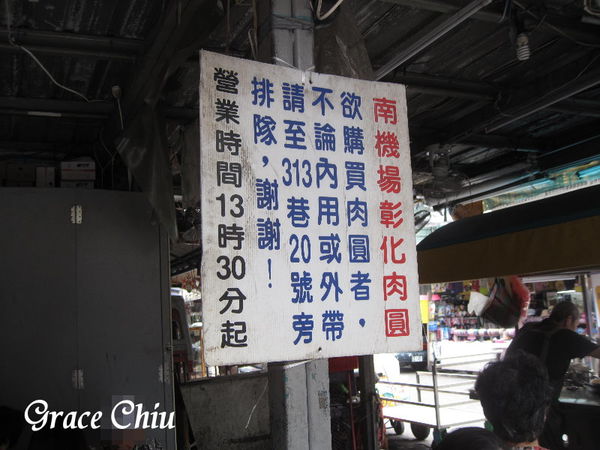 南機場彰化肉圓
欲購買肉圓者，
不論內用或外帶
請至313巷20號旁
排隊，謝謝！
營業時間13時30分起
Grace Chiu